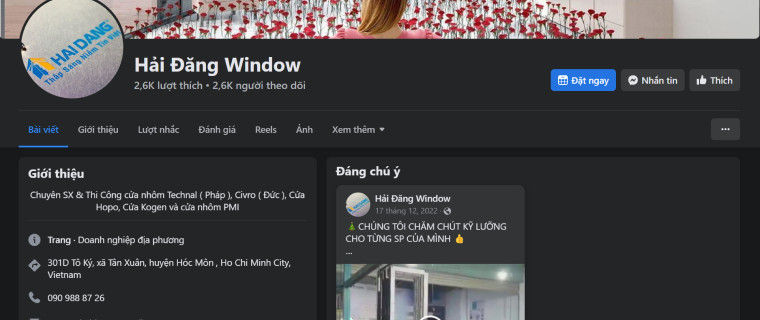 HAI DANG
Thắp Sáng Niềm Tin Việt
Hải Đăng Window
2,6K lượt thích • 2,6K người theo dõi
Đặt ngay
Nhắn tin
Thích
Bài viết
Giới thiệu
Lượt nhắc
Đánh giá
Reels
Ảnh
Xem thêm
Giới thiệu
Chuyên SX & Thi Công cửa nhôm Technal ( Pháp ), Civro ( Đức ), Cửa
Hopo, Cửa Kogen và cửa nhôm PMI
Trang · Doanh nghiệp địa phương
301D Tô Ký, xã Tân Xuân, huyện Hóc Môn , Ho Chi Minh City,
Vietnam
090 988 87 26
Đáng chú ý
Hải Đăng Window
17 tháng 12, 2022 ·
🎄CHÚNG TÔI CHĂM CHÚT KỸ LƯỠNG
CHO TỪNG SP CỦA MÌNH 👍
...